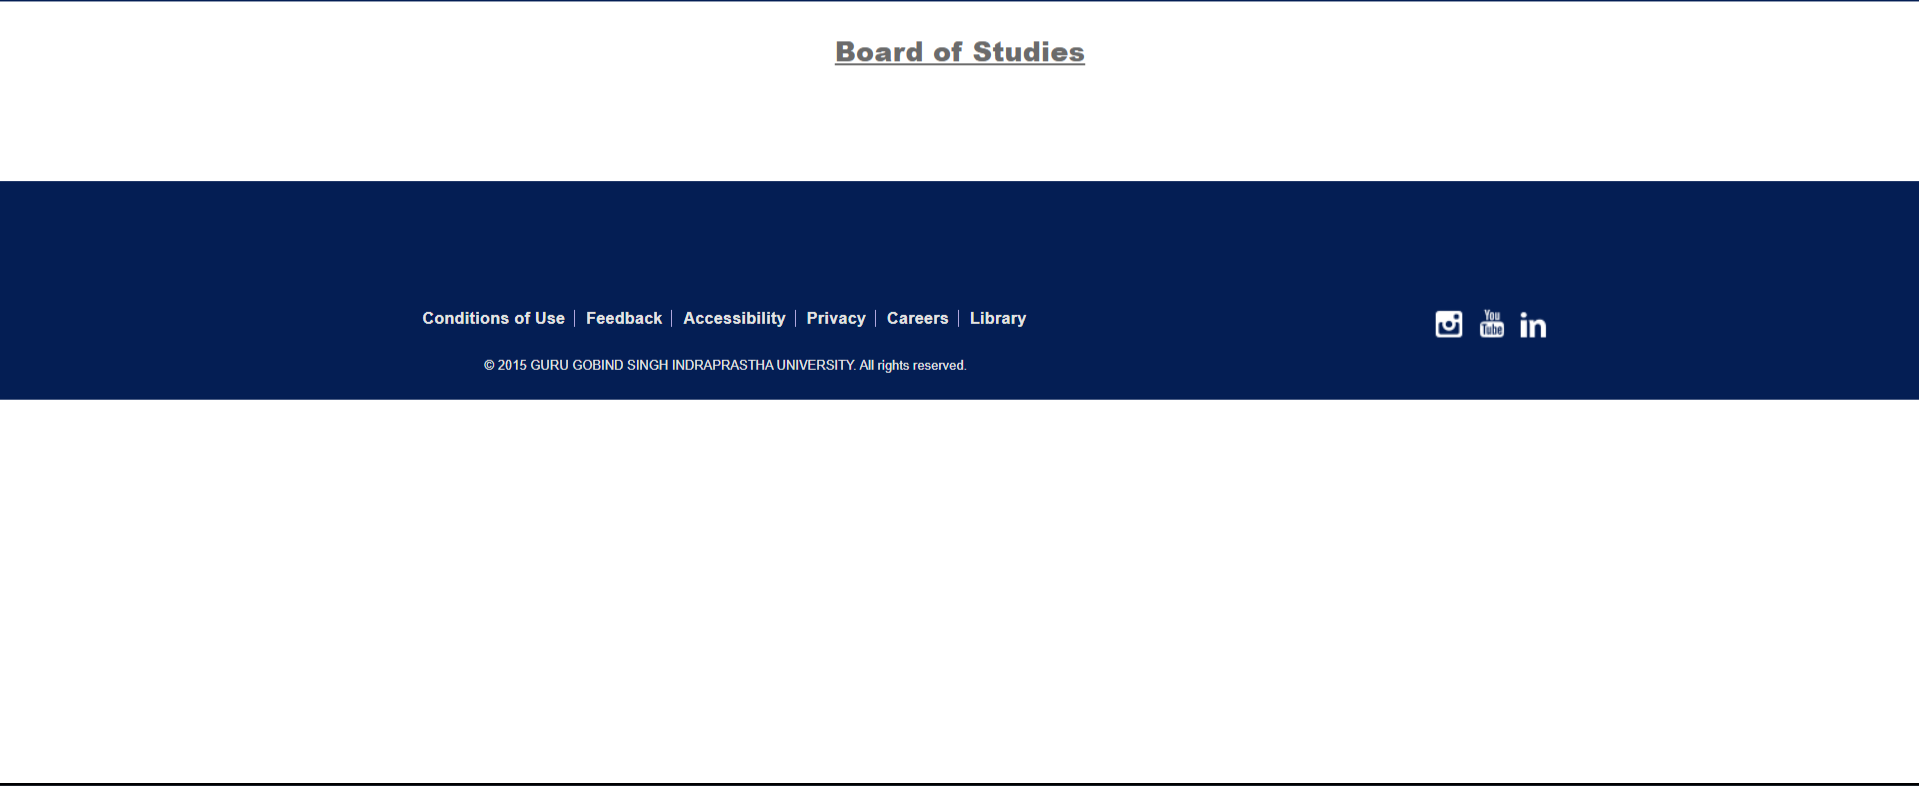 Board of Studies
Conditions of Use | Feedback | Accessibility | Privacy | Careers | Library
You Tube in
© 2015 GURU GOBIND SINGH INDRAPRASTHA UNIVERSITY. All rights reserved.